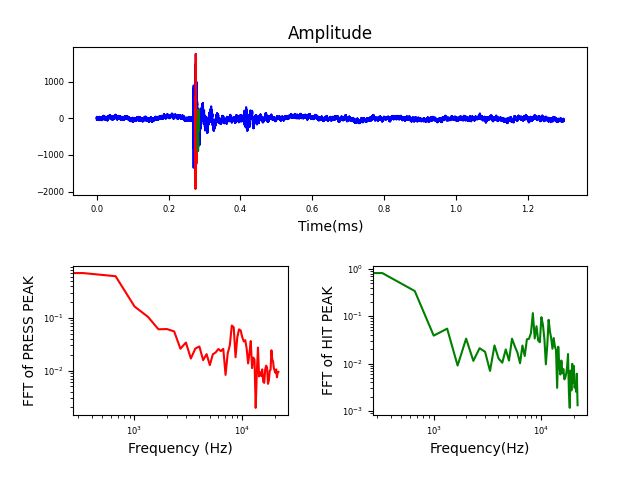 Amplitude
1000
0
−1000
−2000
0.0 0.2 0.4 0.6 0.8 1.0 1.2
Time(ms)
FFT of PRESS PEAK
10⁻¹
10⁻²
10³ 10⁴
Frequency (Hz)
FFT of HIT PEAK
10⁰
10⁻¹
10⁻²
10⁻³
10³ 10⁴
Frequency(Hz)